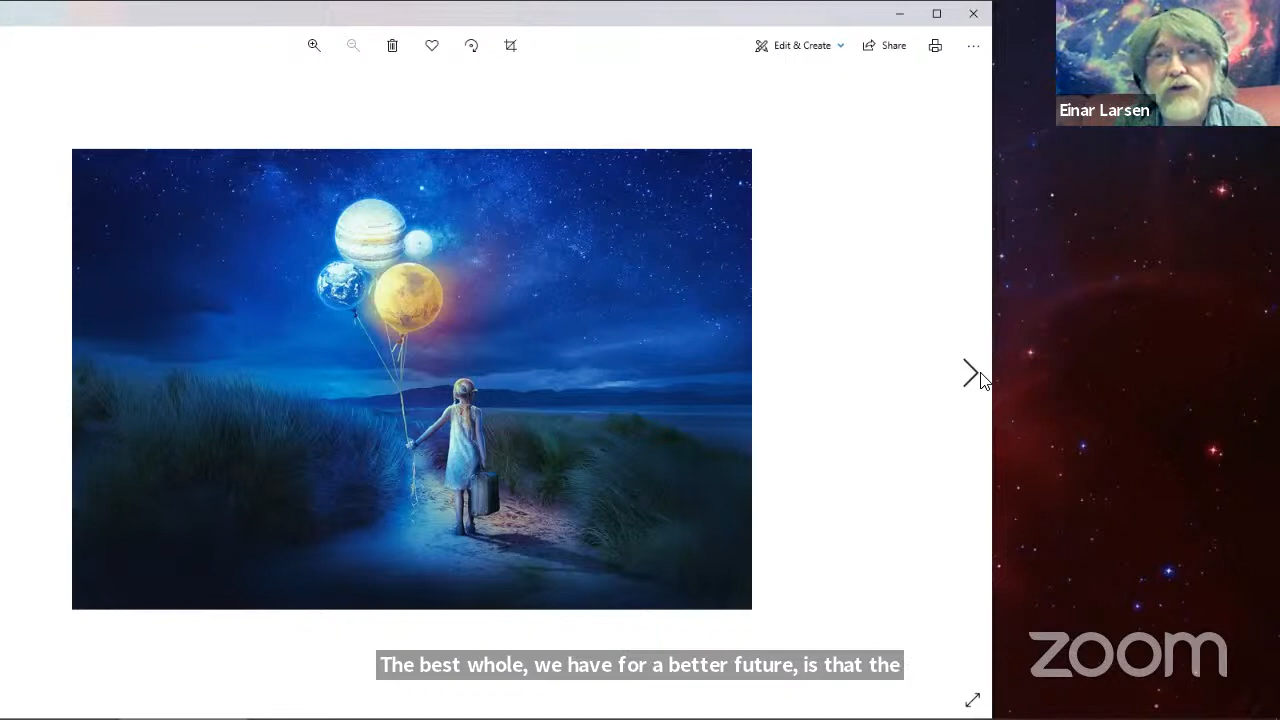 Edit & Create
Share
Einar Larsen
The best whole, we have for a better future, is that the
zoom